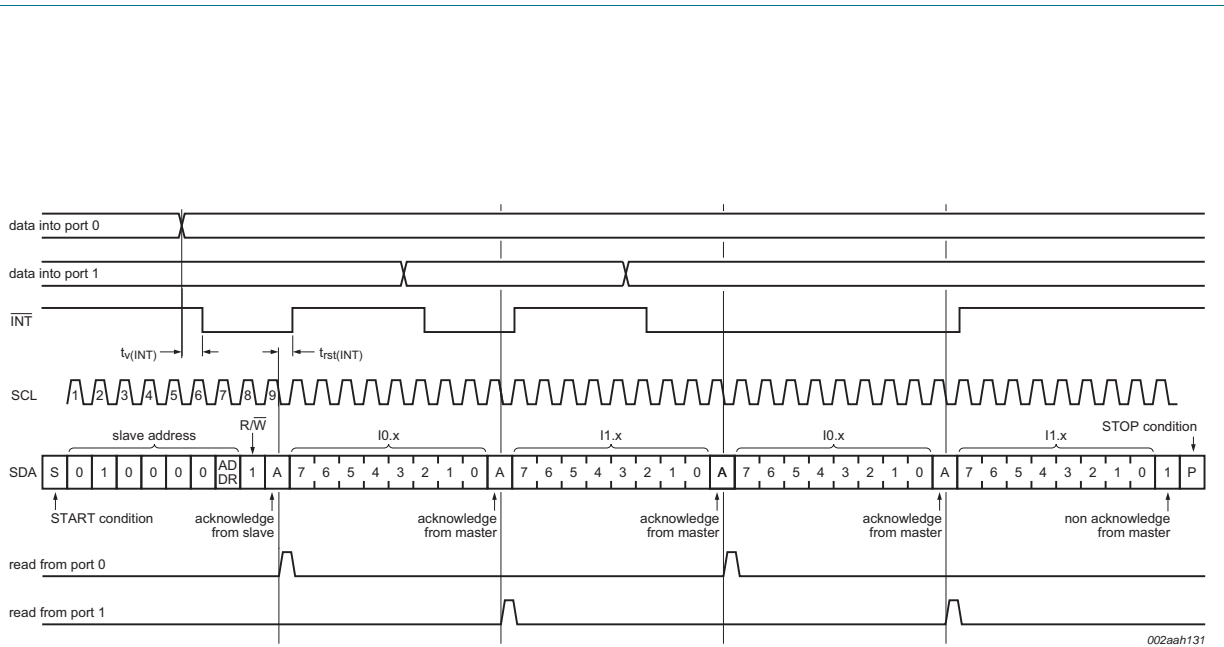 data into port 0
data into port 1
INT
tv(INT) trst(INT)
SCL 1 2 3 4 5 6 7 8 9
R/W
slave address I0.x I1.x I0.x I1.x STOP condition
SDA S 0 1 0 0 0 0 AD DR 1 A 7 6 5 4 3 2 1 0 A 7 6 5 4 3 2 1 0 A 7 6 5 4 3 2 1 0 A 7 6 5 4 3 2 1 0 1 P
START condition acknowledge from slave acknowledge from master acknowledge from master acknowledge from master non acknowledge from master
read from port 0
read from port 1
002aah131